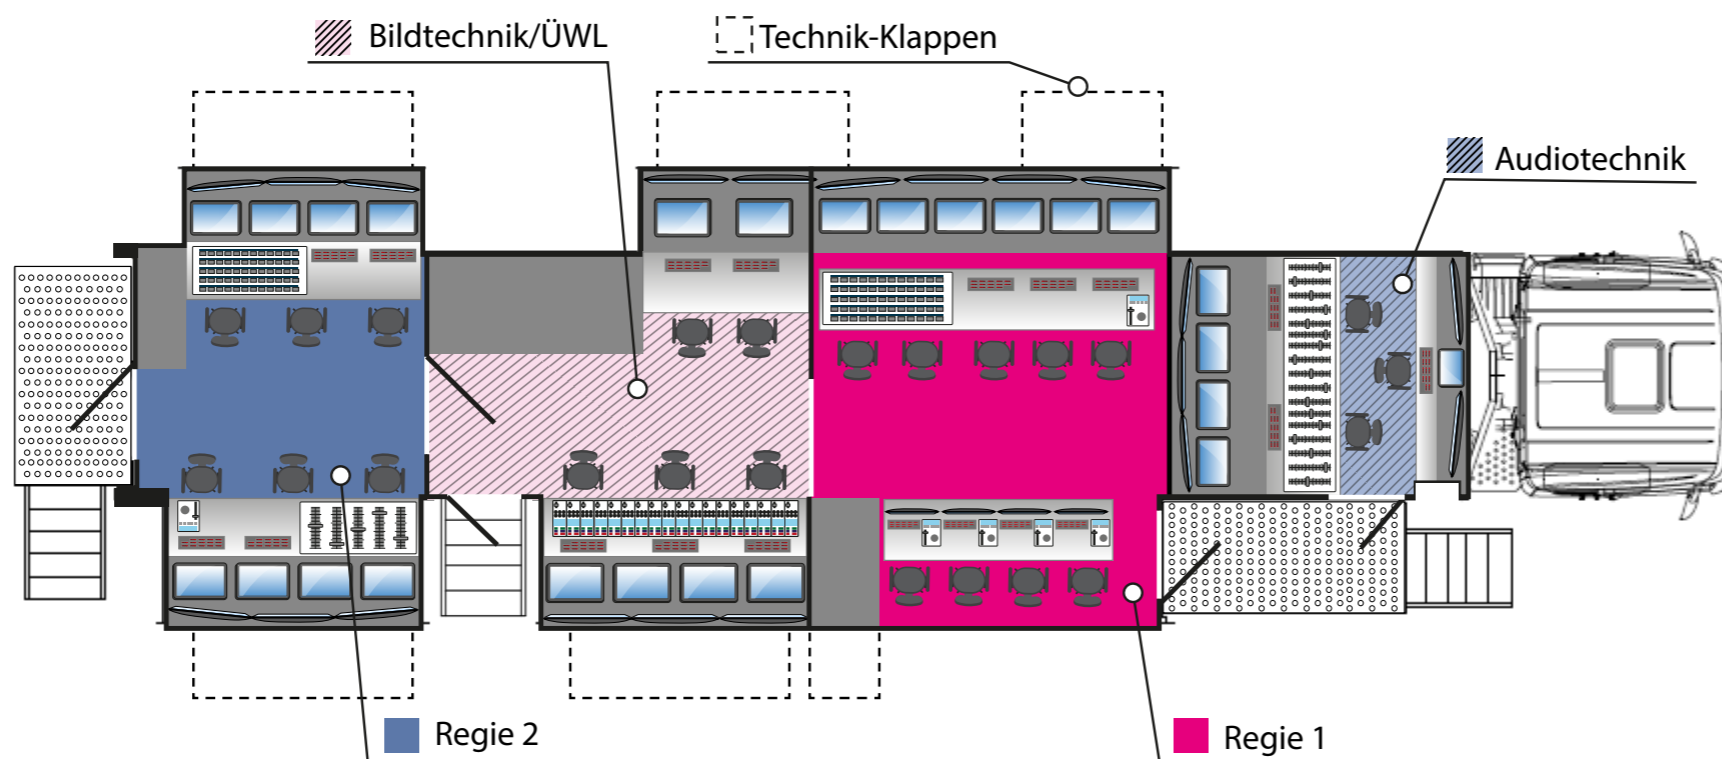 Bildtechnik/ÜWL
Technik-Klappen
Audiotechnik
Regie 2
Regie 1